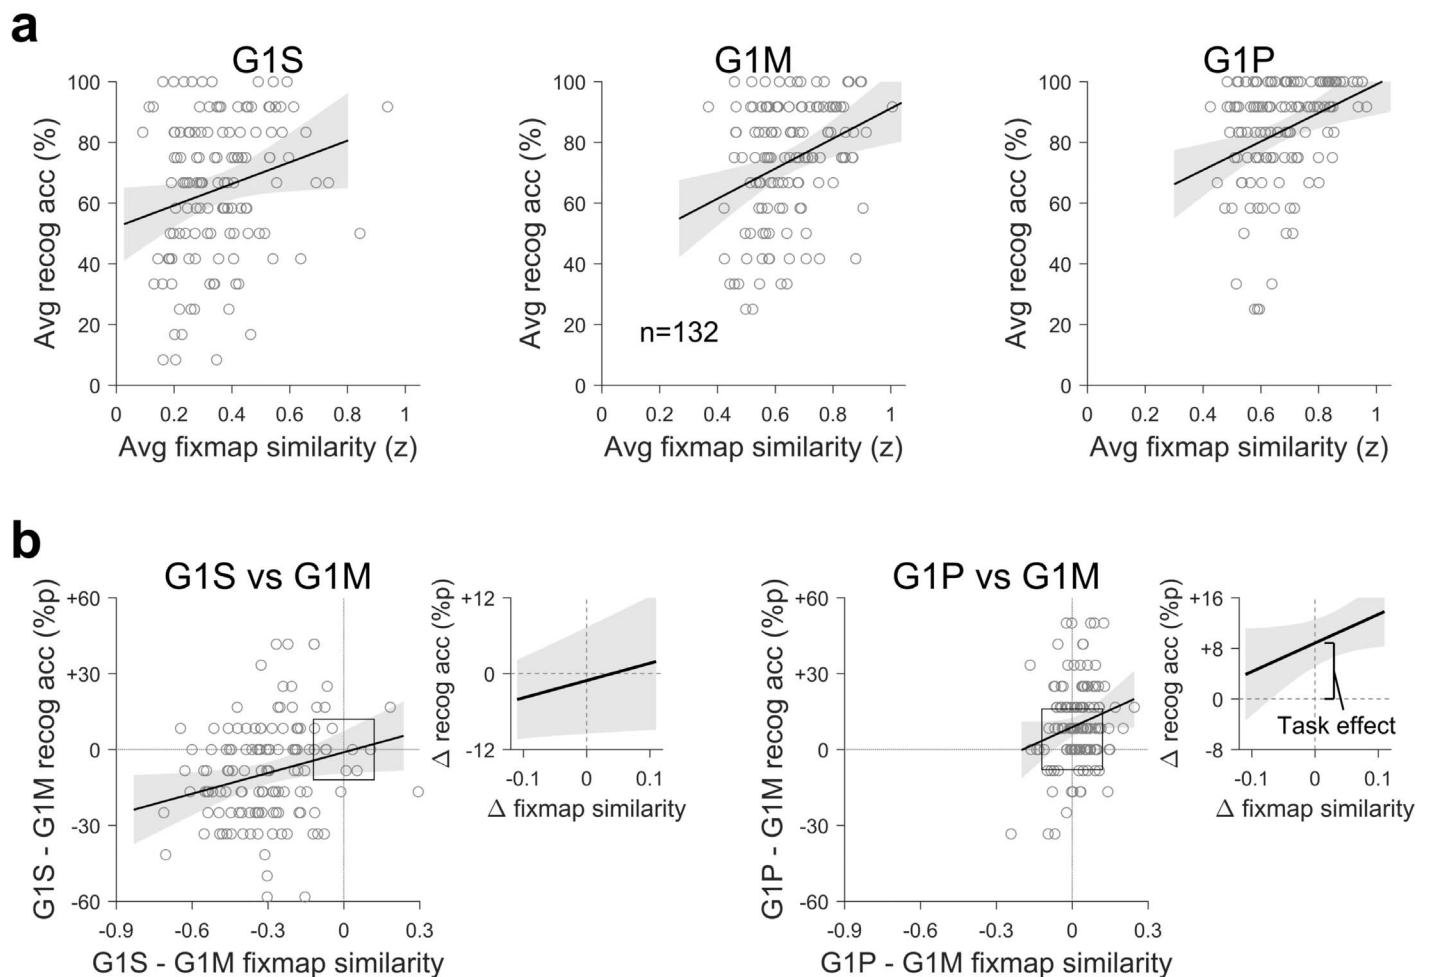 a
G1S
Avg recog acc (%)
100
80
60
40
20
0
0 0.2 0.4 0.6 0.8 1
Avg fixmap similarity (z)
G1M
Avg recog acc (%)
100
80
60
40
20
0
n=132
0 0.2 0.4 0.6 0.8 1
Avg fixmap similarity (z)
G1P
Avg recog acc (%)
100
80
60
40
20
0
0 0.2 0.4 0.6 0.8 1
Avg fixmap similarity (z)
b
G1S vs G1M
G1S - G1M recog acc (%p)
+60
+30
0
-30
-60
-0.9 -0.6 -0.3 0 0.3
G1S - G1M fixmap similarity
Δ recog acc (%p)
+12
0
-12
-0.1 0 0.1
Δ fixmap similarity
G1P vs G1M
G1P - G1M recog acc (%p)
+60
+30
0
-30
-60
-0.9 -0.6 -0.3 0 0.3
G1P - G1M fixmap similarity
Δ recog acc (%p)
+16
+8
0
-8
Task effect
-0.1 0 0.1
Δ fixmap similarity